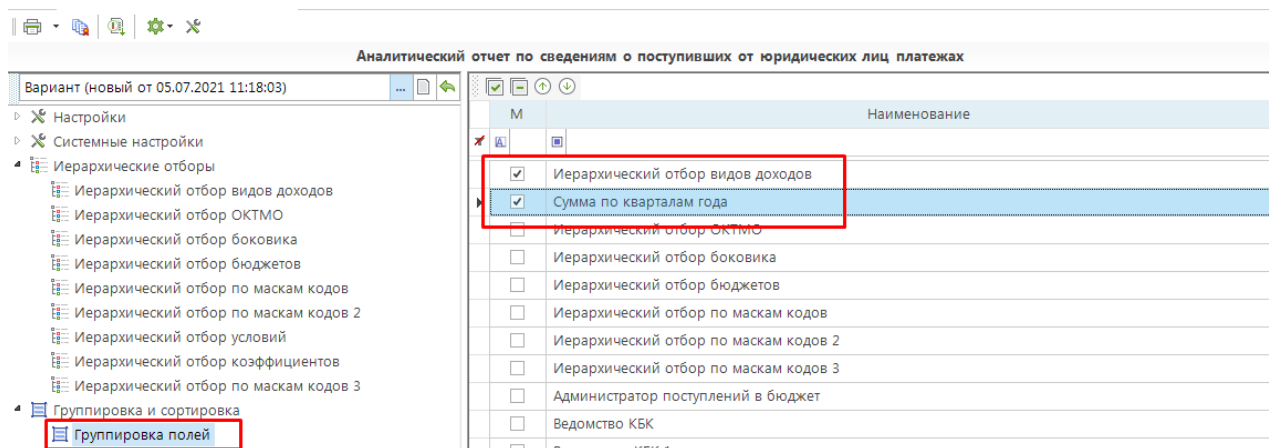 Аналитический отчет по сведениям о поступивших от юридических лиц платежах
Вариант (новый от 05.07.2021 11:18:03)
...
Настройки
Системные настройки
Иерархические отборы
Иерархический отбор видов доходов
Иерархический отбор ОКТМО
Иерархический отбор боковика
Иерархический отбор бюджетов
Иерархический отбор по маскам кодов
Иерархический отбор по маскам кодов 2
Иерархический отбор условий
Иерархический отбор коэффициентов
Иерархический отбор по маскам кодов 3
Группировка и сортировка
Группировка полей
М Наименование
Иерархический отбор видов доходов
Сумма по кварталам года
Иерархический отбор ОКТМО
Иерархический отбор боковика
Иерархический отбор бюджетов
Иерархический отбор по маскам кодов
Иерархический отбор по маскам кодов 2
Иерархический отбор по маскам кодов 3
Администратор поступлений в бюджет
Ведомство КБК